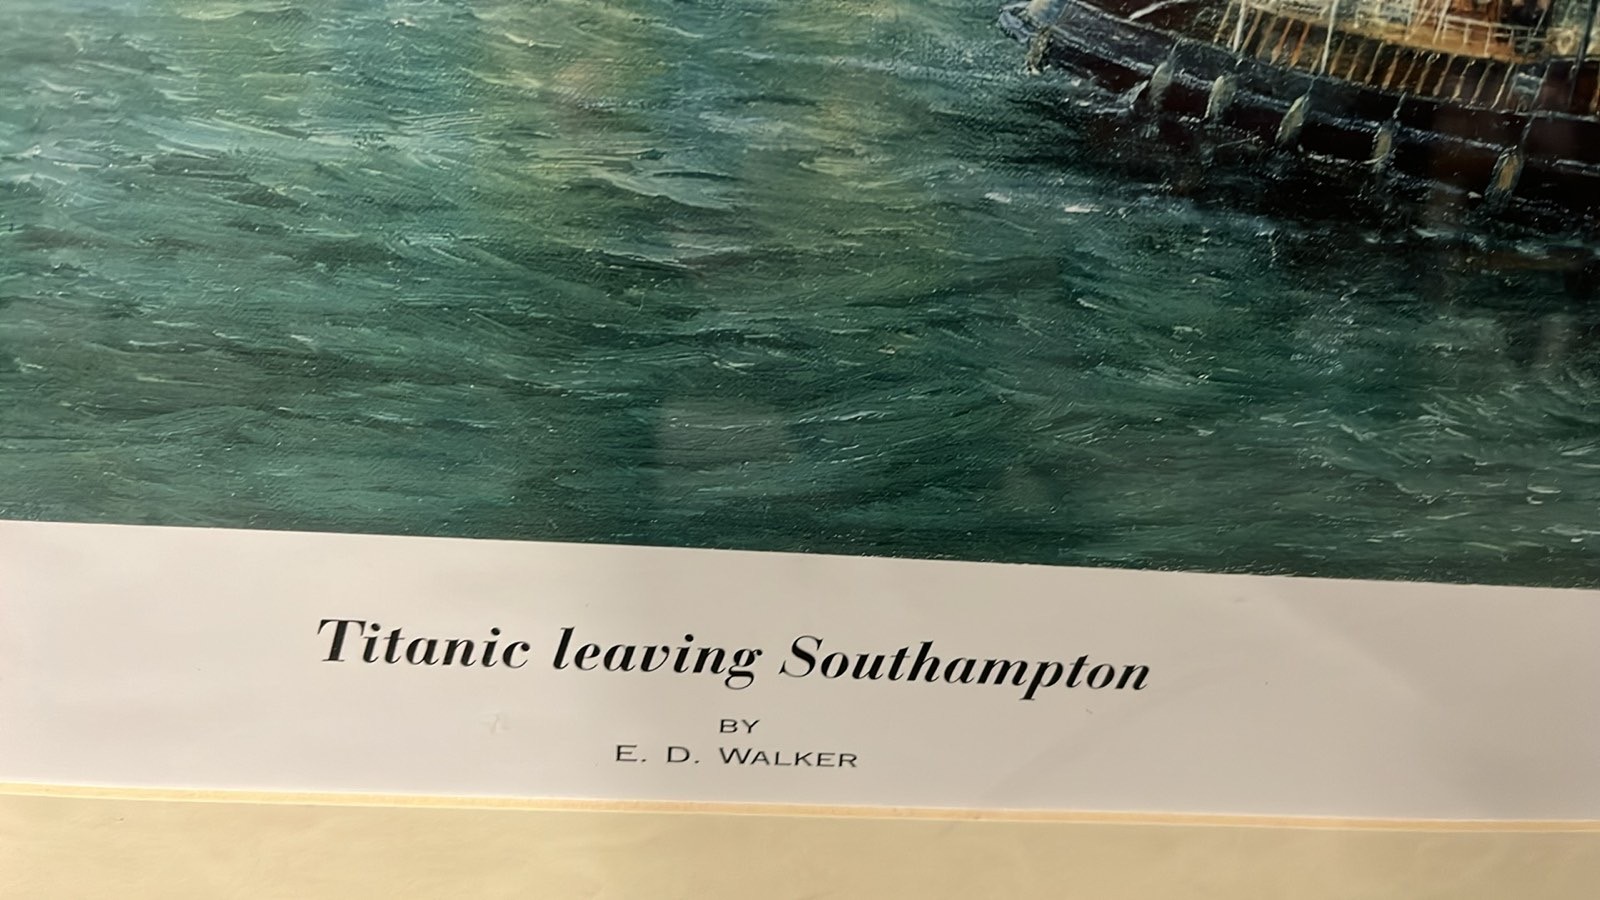 Titanic leaving Southampton
BY
E. D. WALKER